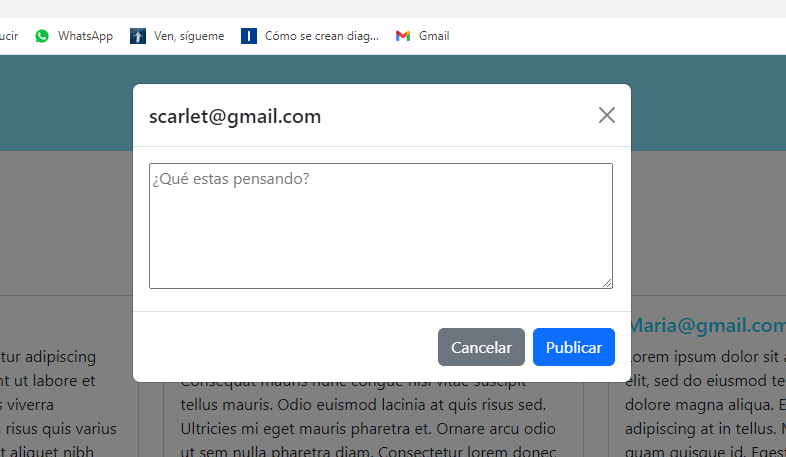 ucir WhatsApp Ven, sígueme Cómo se crean diag... Gmail
scarlet@gmail.com
¿Qué estas pensando?
Cancelar Publicar
tur adipiscing
nt ut labore et
s viverra
risus quis varius
t aliquet nibh
Consequat mauris nunc congue nisi vitae suscipit
tellus mauris. Odio euismod lacinia at quis risus sed.
Ultricies mi eget mauris pharetra et. Ornare arcu odio
ut sem nulla pharetra diam. Consectetur lorem donec
Maria@gmail.com
Lorem ipsum dolor sit a
elit, sed do eiusmod te
dolore magna aliqua. E
adipiscing at in tellus. M
quam quisque id. Eges